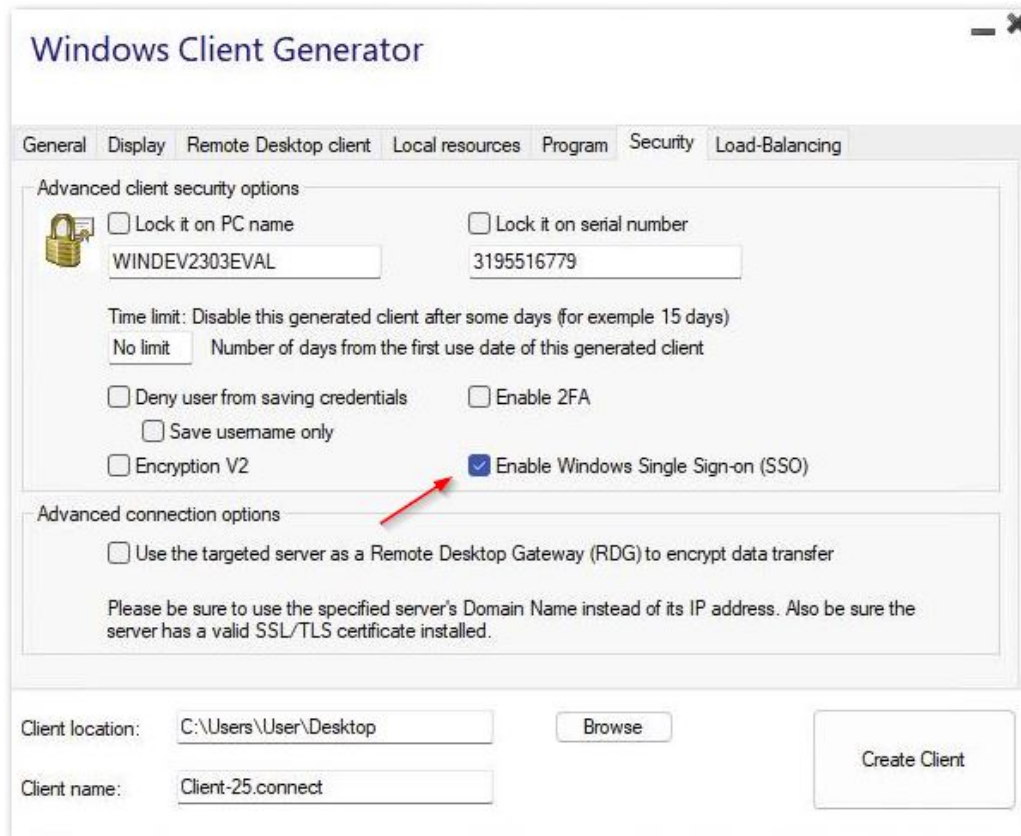 Windows Client Generator
General Display Remote Desktop client Local resources Program Security Load-Balancing
Advanced client security options
Lock it on PC name Lock it on serial number
WINDEV2303EVAL 3195516779
Time limit: Disable this generated client after some days (for exemple 15 days)
No limit Number of days from the first use date of this generated client
Deny user from saving credentials Enable 2FA
Save username only
Encryption V2 Enable Windows Single Sign-on (SSO)
Advanced connection options
Use the targeted server as a Remote Desktop Gateway (RDG) to encrypt data transfer
Please be sure to use the specified server's Domain Name instead of its IP address. Also be sure the
server has a valid SSL/TLS certificate installed.
Client location: C:\Users\User\Desktop Browse
Create Client
Client name: Client-25.connect